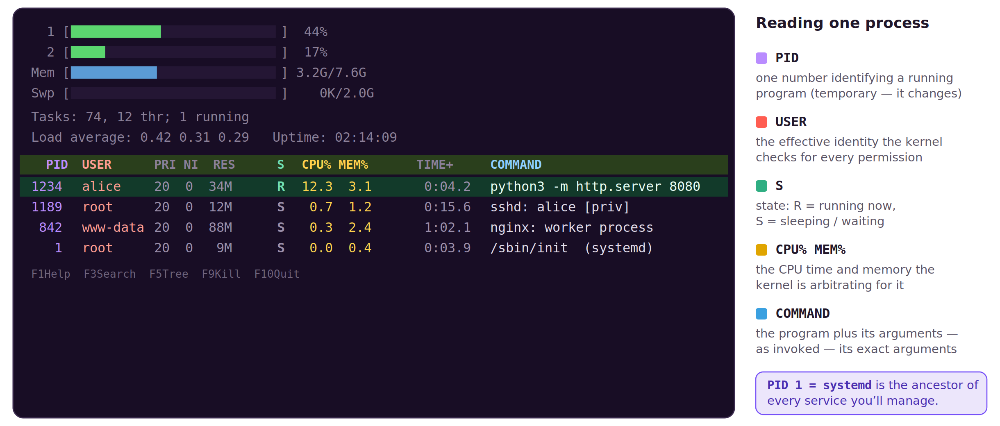 1 [ ] 44%
2 [ ] 17%
Mem [ ] 3.2G/7.6G
Swp [ ] 0K/2.0G
Tasks: 74, 12 thr; 1 running
Load average: 0.42 0.31 0.29 Uptime: 02:14:09
PID USER PRI NI RES S CPU% MEM% TIME+ COMMAND
1234 alice 20 0 34M R 12.3 3.1 0:04.2 python3 -m http.server 8080
1189 root 20 0 12M S 0.7 1.2 0:15.6 sshd: alice [priv]
842 www-data 20 0 88M S 0.3 2.4 1:02.1 nginx: worker process
1 root 20 0 9M S 0.0 0.4 0:03.9 /sbin/init (systemd)
F1Help F3Search F5Tree F9Kill F10Quit
Reading one process
PID
one number identifying a running
program (temporary — it changes)
USER
the effective identity the kernel
checks for every permission
S
state: R = running now,
S = sleeping / waiting
CPU% MEM%
the CPU time and memory the
kernel is arbitrating for it
COMMAND
the program plus its arguments —
as invoked — its exact arguments
PID 1 = systemd is the ancestor of
every service you’ll manage.